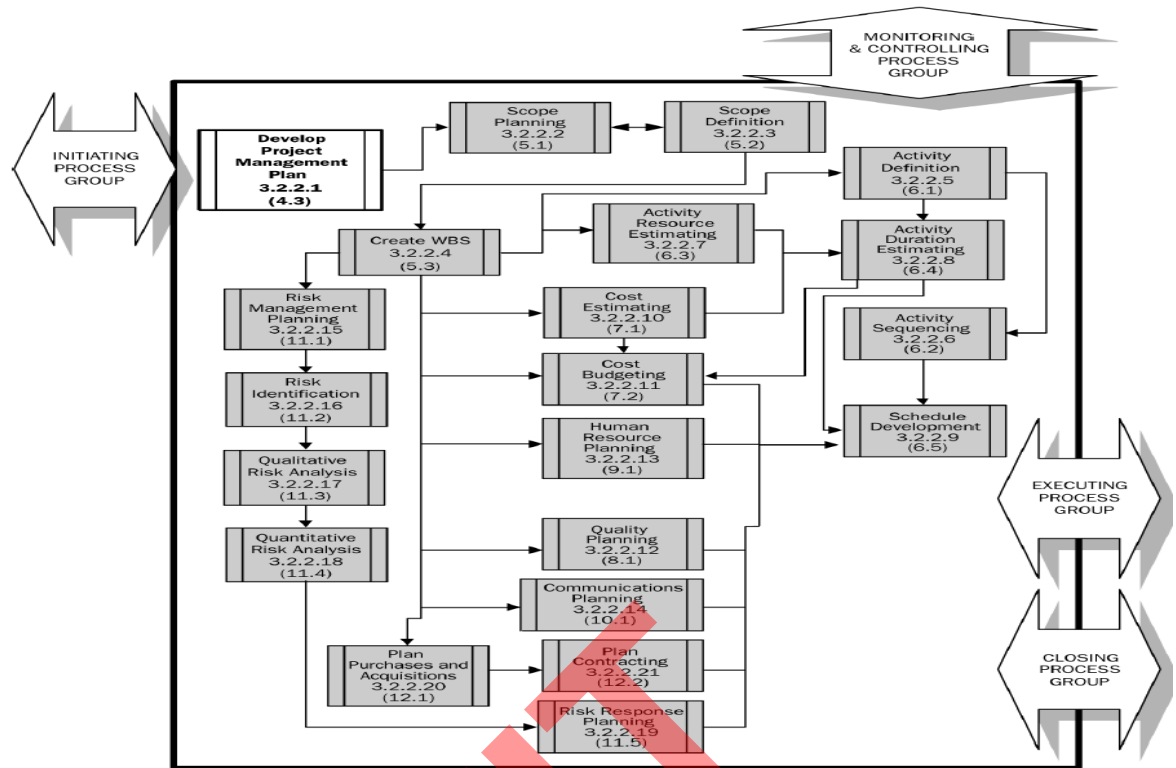 MONITORING
& CONTROLLING
PROCESS
GROUP
INITIATING
PROCESS
GROUP
Develop
Project
Management
Plan
3.2.2.1
(4.3)
Scope
Planning
3.2.2.2
(5.1)
Scope
Definition
3.2.2.3
(5.2)
Activity
Definition
3.2.2.5
(6.1)
Create WBS
3.2.2.4
(5.3)
Activity
Resource
Estimating
3.2.2.7
(6.3)
Activity
Duration
Estimating
3.2.2.8
(6.4)
Risk
Management
Planning
3.2.2.15
(11.1)
Cost
Estimating
3.2.2.10
(7.1)
Activity
Sequencing
3.2.2.6
(6.2)
Risk
Identification
3.2.2.16
(11.2)
Cost
Budgeting
3.2.2.11
(7.2)
Human
Resource
Planning
3.2.2.13
(9.1)
Schedule
Development
3.2.2.9
(6.5)
Qualitative
Risk Analysis
3.2.2.17
(11.3)
Quantitative
Risk Analysis
3.2.2.18
(11.4)
Quality
Planning
3.2.2.12
(8.1)
EXECUTING
PROCESS
GROUP
Communications
Planning
3.2.2.14
(10.1)
Plan
Purchases and
Acquisitions
3.2.2.20
(12.1)
Plan
Contracting
3.2.2.21
(12.2)
CLOSING
PROCESS
GROUP
Risk Response
Planning
3.2.2.19
(11.5)